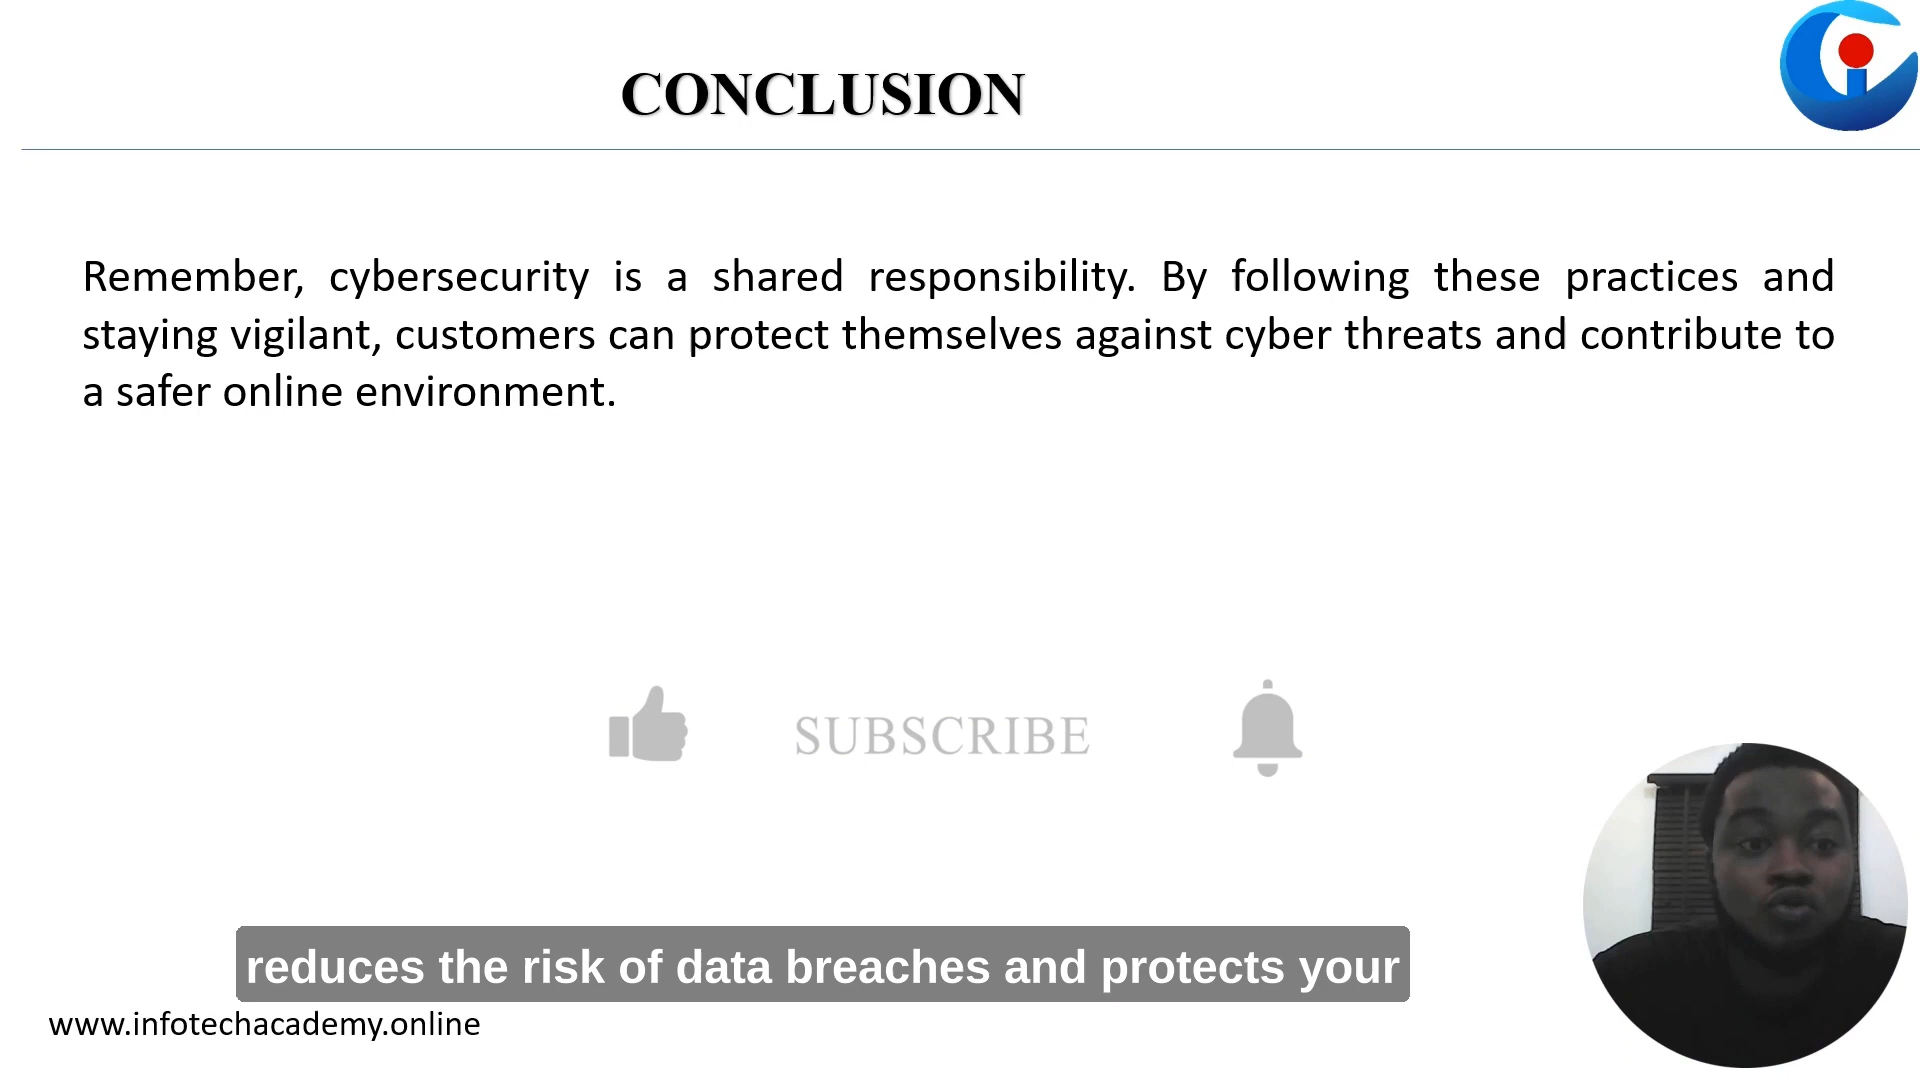 CONCLUSION
Remember, cybersecurity is a shared responsibility. By following these practices and
staying vigilant, customers can protect themselves against cyber threats and contribute to
a safer online environment.
SUBSCRIBE
reduces the risk of data breaches and protects your
www.infotechacademy.online